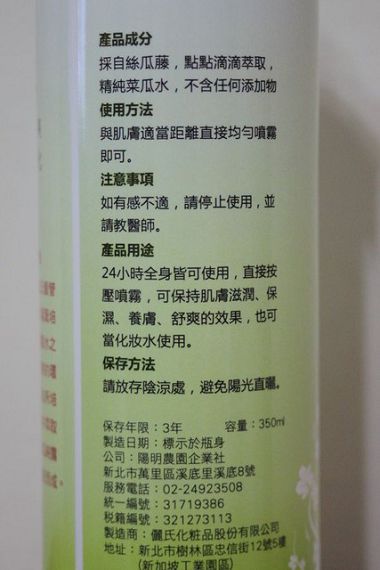 產品成分
採自絲瓜藤，點點滴滴萃取，
精純菜瓜水，不含任何添加物
使用方法
與肌膚適當距離直接均勻噴霧
即可。
注意事項
如有感不適，請停止使用，並
請教醫師。
產品用途
24小時全身皆可使用，直接按
壓噴霧，可保持肌膚滋潤、保
濕、養膚、舒爽的效果，也可
當化妝水使用。
保存方法
請放存陰涼處，避免陽光直曬。
保存年限：3年 容量：350ml
製造日期：標示於瓶身
公司：陽明農園企業社
新北市萬里區溪底里溪底8號
服務電話：02-24923508
統一編號：31719386
稅籍編號：321273113
製造商：儷氏化粧品股份有限公司
地址：新北市樹林區忠信街12號5樓
(新加坡工業園區)